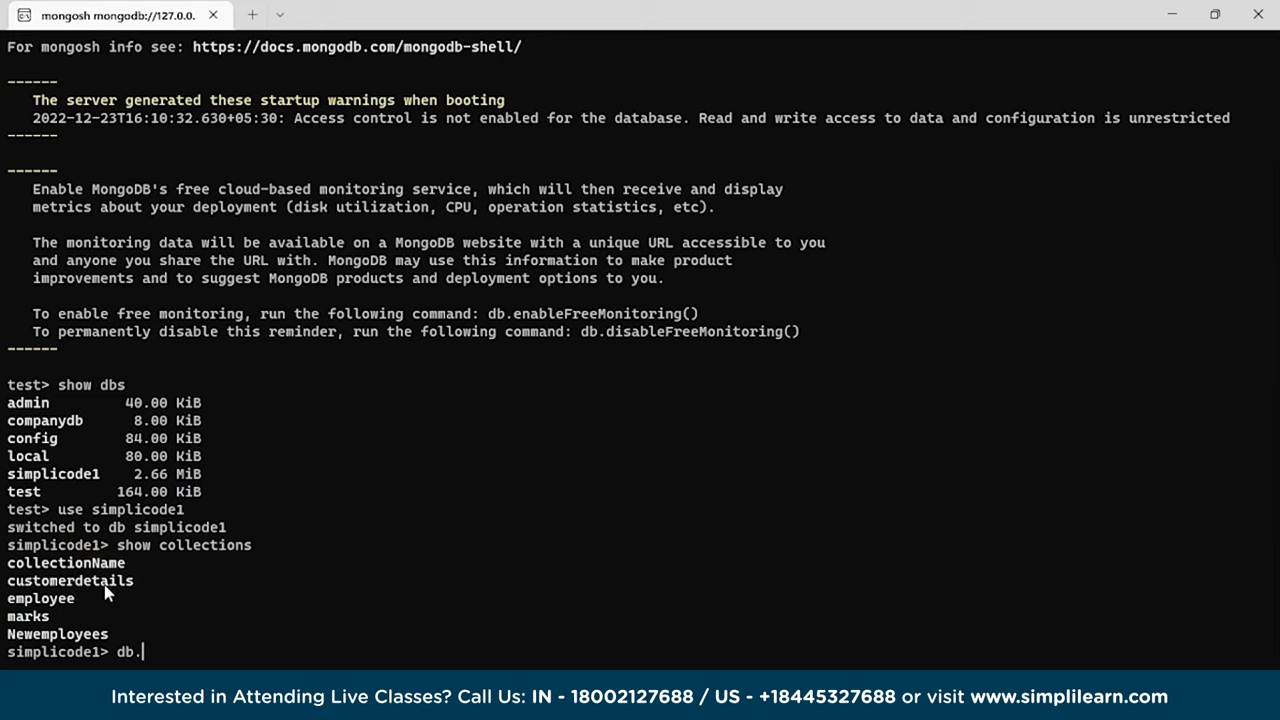 mongosh mongodb://127.0.0.
For mongosh info see: https://docs.mongodb.com/mongodb-shell/
------
The server generated these startup warnings when booting
2022-12-23T16:10:32.630+05:30: Access control is not enabled for the database. Read and write access to data and configuration is unrestricted
------
------
Enable MongoDB's free cloud-based monitoring service, which will then receive and display
metrics about your deployment (disk utilization, CPU, operation statistics, etc).
The monitoring data will be available on a MongoDB website with a unique URL accessible to you
and anyone you share the URL with. MongoDB may use this information to make product
improvements and to suggest MongoDB products and deployment options to you.
To enable free monitoring, run the following command: db.enableFreeMonitoring()
To permanently disable this reminder, run the following command: db.disableFreeMonitoring()
------
test> show dbs
admin 40.00 KiB
companydb 8.00 KiB
config 84.00 KiB
local 80.00 KiB
simplicode1 2.66 MiB
test 164.00 KiB
test> use simplicode1
switched to db simplicode1
simplicode1> show collections
collectionName
customerdetails
employee
marks
Newemployees
simplicode1> db.
Interested in Attending Live Classes? Call Us: IN - 18002127688 / US - +18445327688 or visit www.simplilearn.com